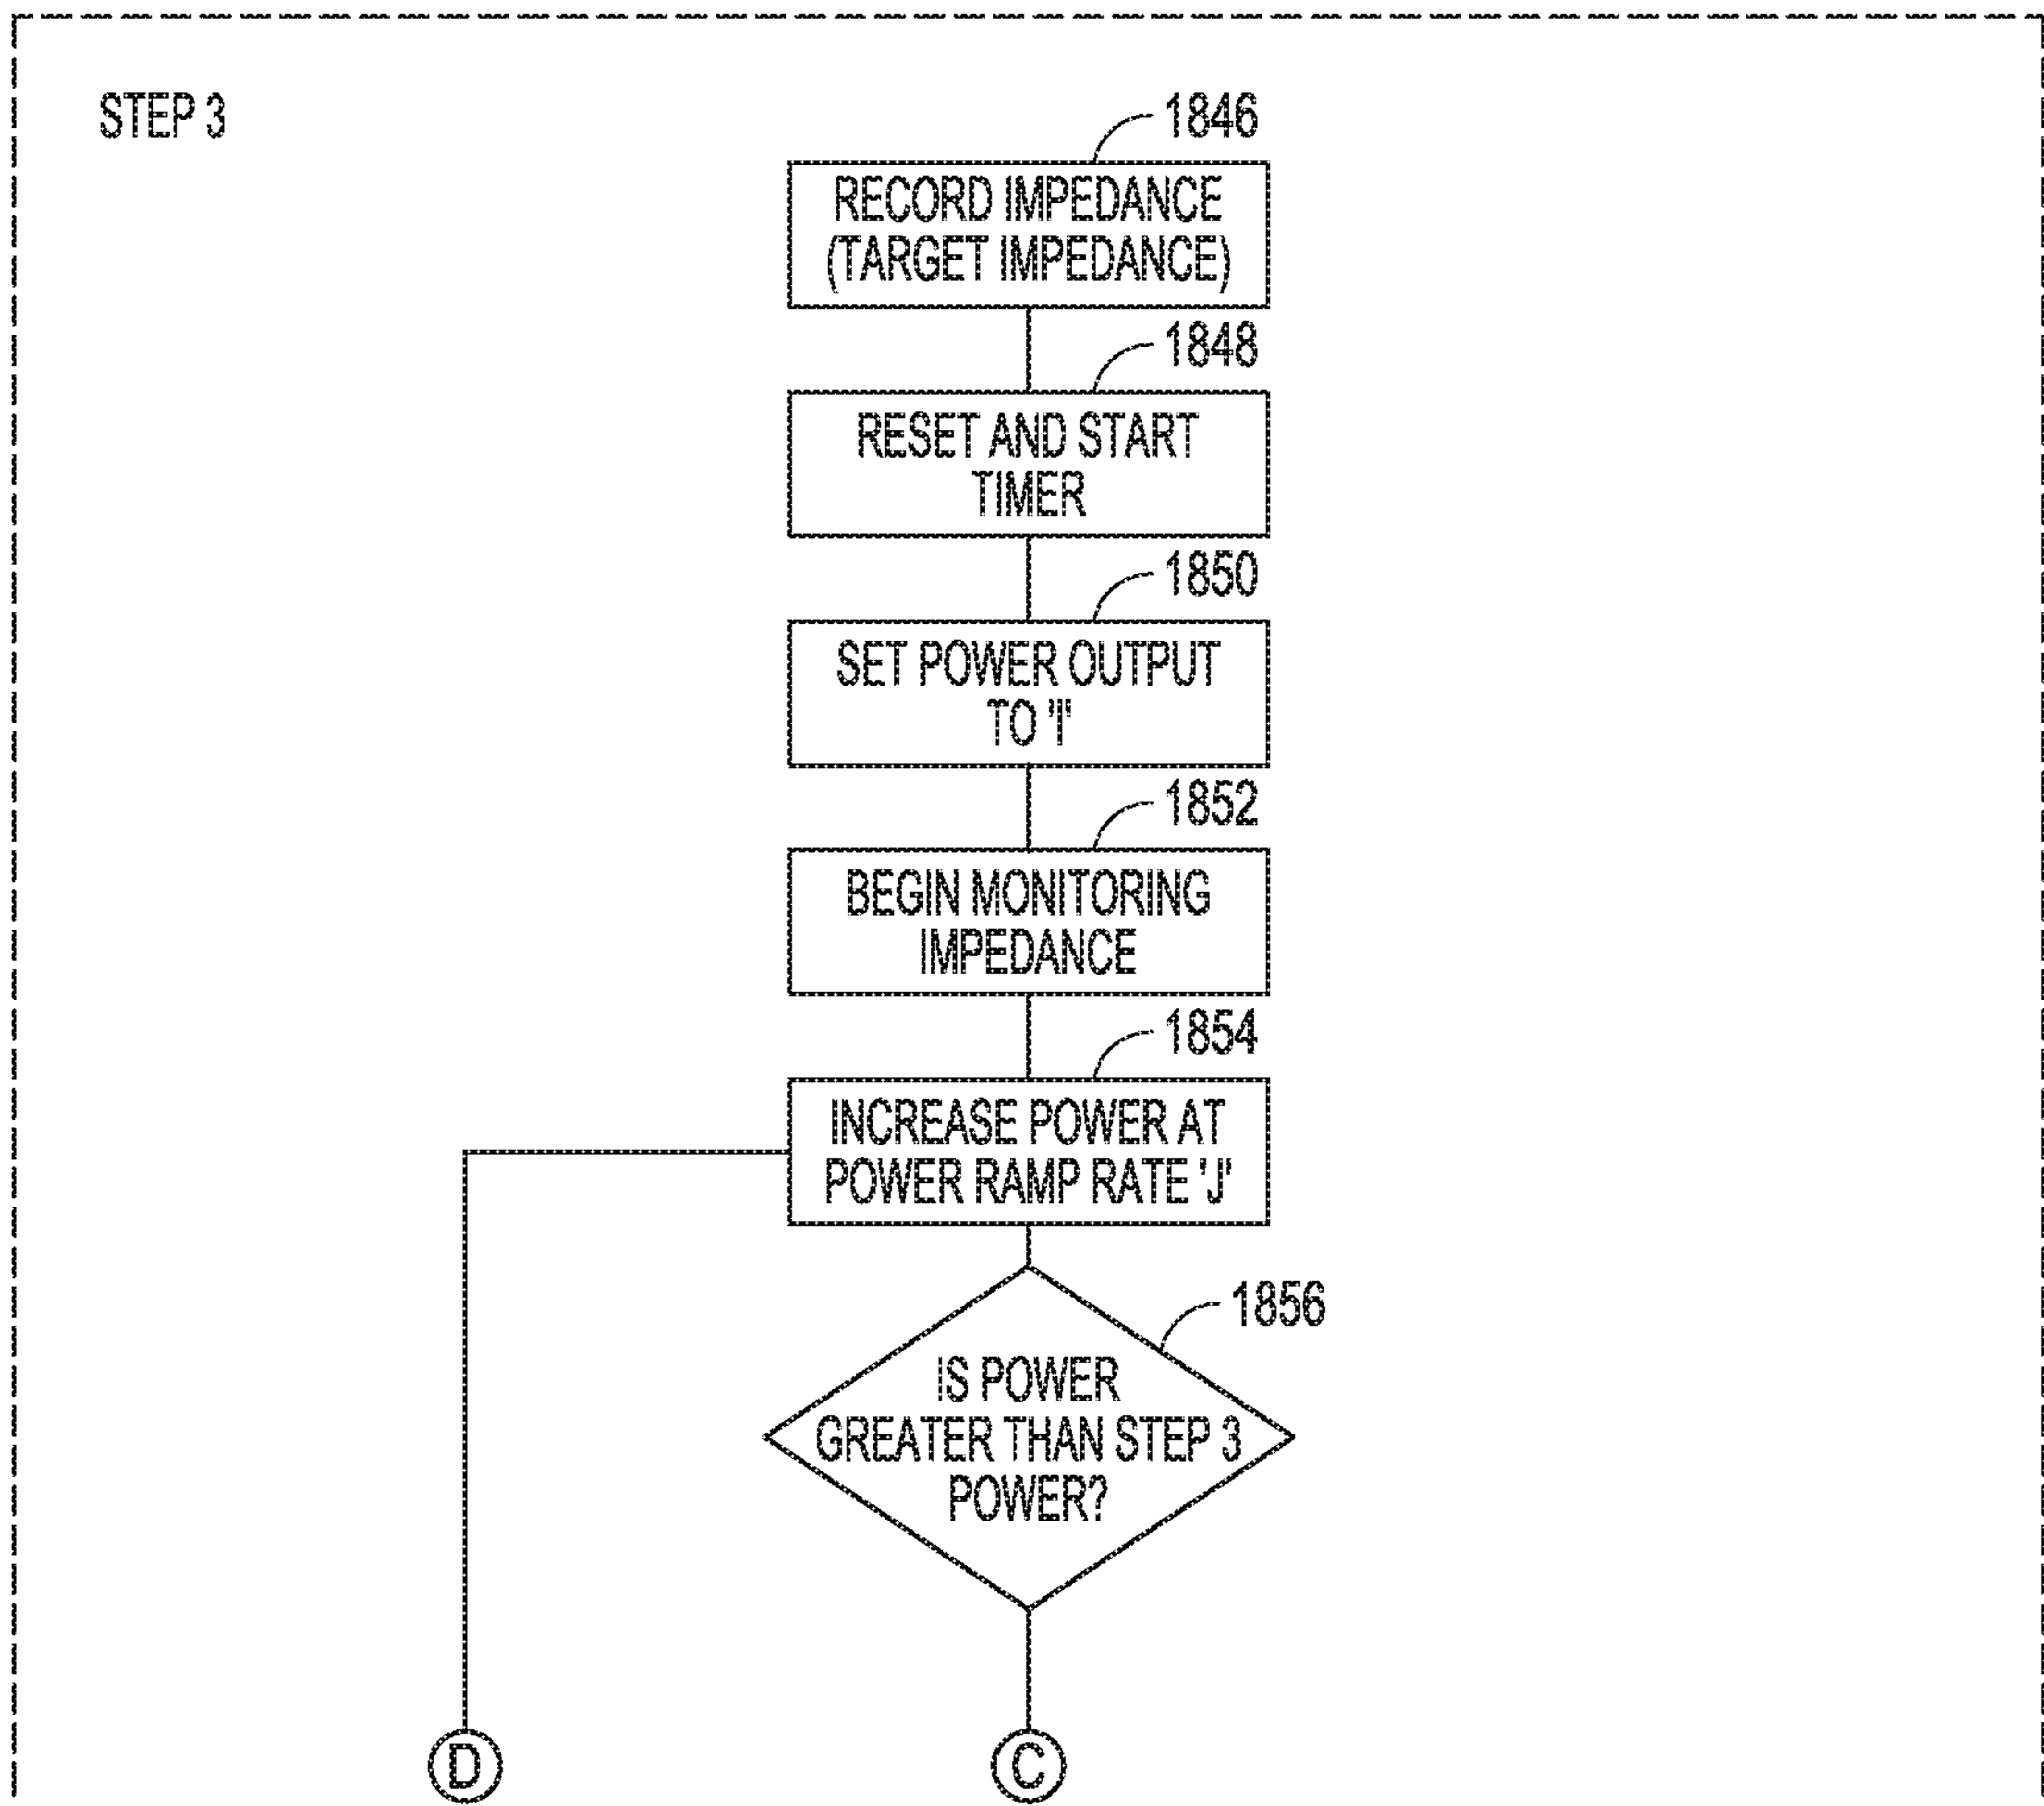 STEP 3
1846
RECORD IMPEDANCE
(TARGET IMPEDANCE)
1848
RESET AND START
TIMER
1850
SET POWER OUTPUT
TO 'I'
1852
BEGIN MONITORING
IMPEDANCE
1854
INCREASE POWER AT
POWER RAMP RATE 'J'
1856
IS POWER
GREATER THAN STEP 3
POWER?
D
C